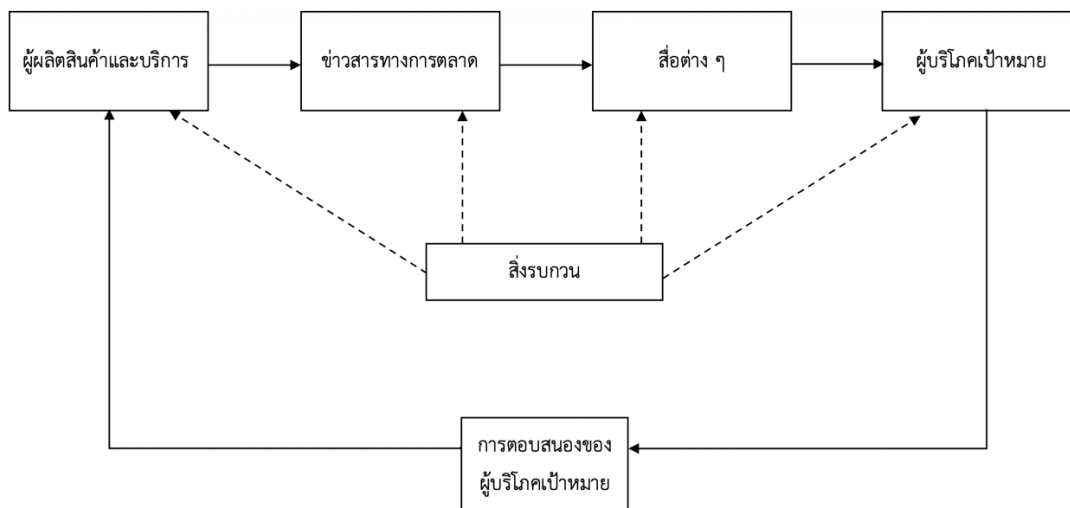 ผู้ผลิตสินค้าและบริการ
ข่าวสารทางการตลาด
สื่อต่าง ๆ
ผู้บริโภคเป้าหมาย
สิ่งรบกวน
การตอบสนองของ
ผู้บริโภคเป้าหมาย